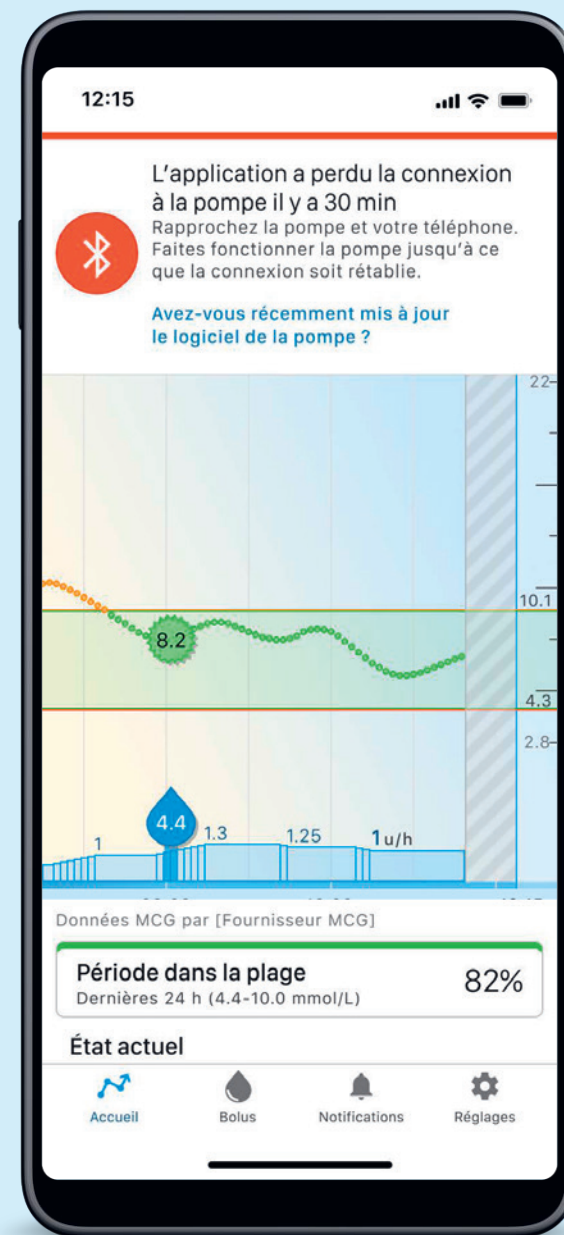 12:15
L'application a perdu la connexion
à la pompe il y a 30 min
Rapprochez la pompe et votre téléphone.
Faites fonctionner la pompe jusqu'à ce
que la connexion soit rétablie.
Avez-vous récemment mis à jour
le logiciel de la pompe ?
22
10.1
8.2
4.3
2.8
4.4
1
1.3
1.25
1 u/h
Données MCG par [Fournisseur MCG]
Période dans la plage
82%
Dernières 24 h (4.4-10.0 mmol/L)
État actuel
Accueil
Bolus
Notifications
Réglages